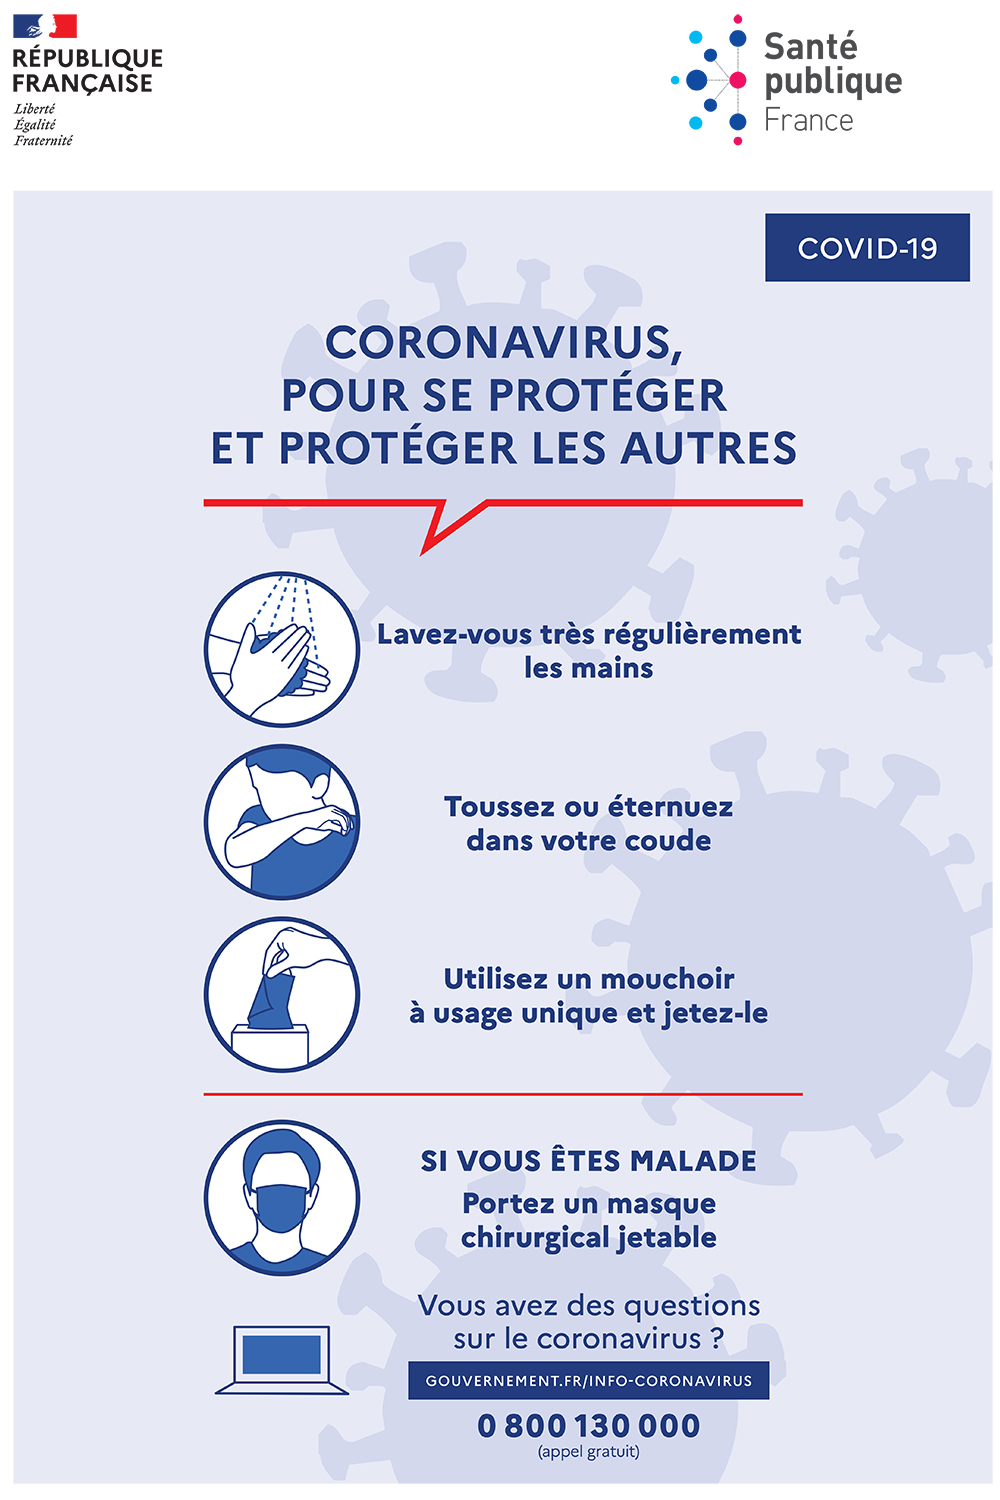 RÉPUBLIQUE
FRANÇAISE
Liberté
Égalité
Fraternité
Santé
publique
France
COVID-19
CORONAVIRUS,
POUR SE PROTÉGER
ET PROTÉGER LES AUTRES
Lavez-vous très régulièrement
les mains
Toussez ou éternuez
dans votre coude
Utilisez un mouchoir
à usage unique et jetez-le
SI VOUS ÊTES MALADE
Portez un masque
chirurgical jetable
Vous avez des questions
sur le coronavirus ?
GOUVERNEMENT.FR/INFO-CORONAVIRUS
0 800 130 000
(appel gratuit)